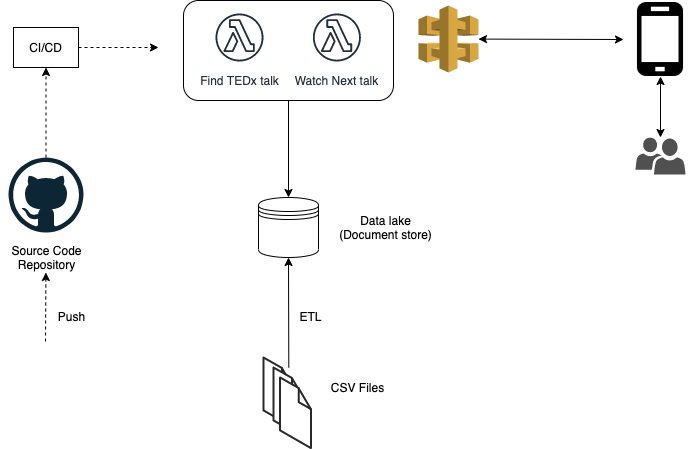 CI/CD
Find TEDx talk
Watch Next talk
Source Code
Repository
Data lake
(Document store)
Push
ETL
CSV Files